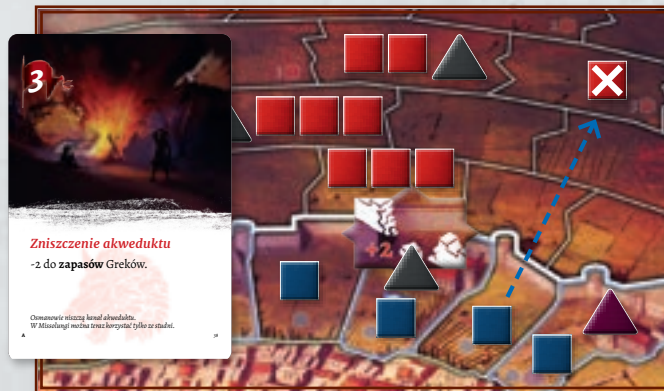 3
Zniszczenie akweduktu
-2 do zapasów Greków.
Osmanowie niszczą kanał akweduktu.
W Missolungi można teraz korzystać tylko ze studni.
A
+2